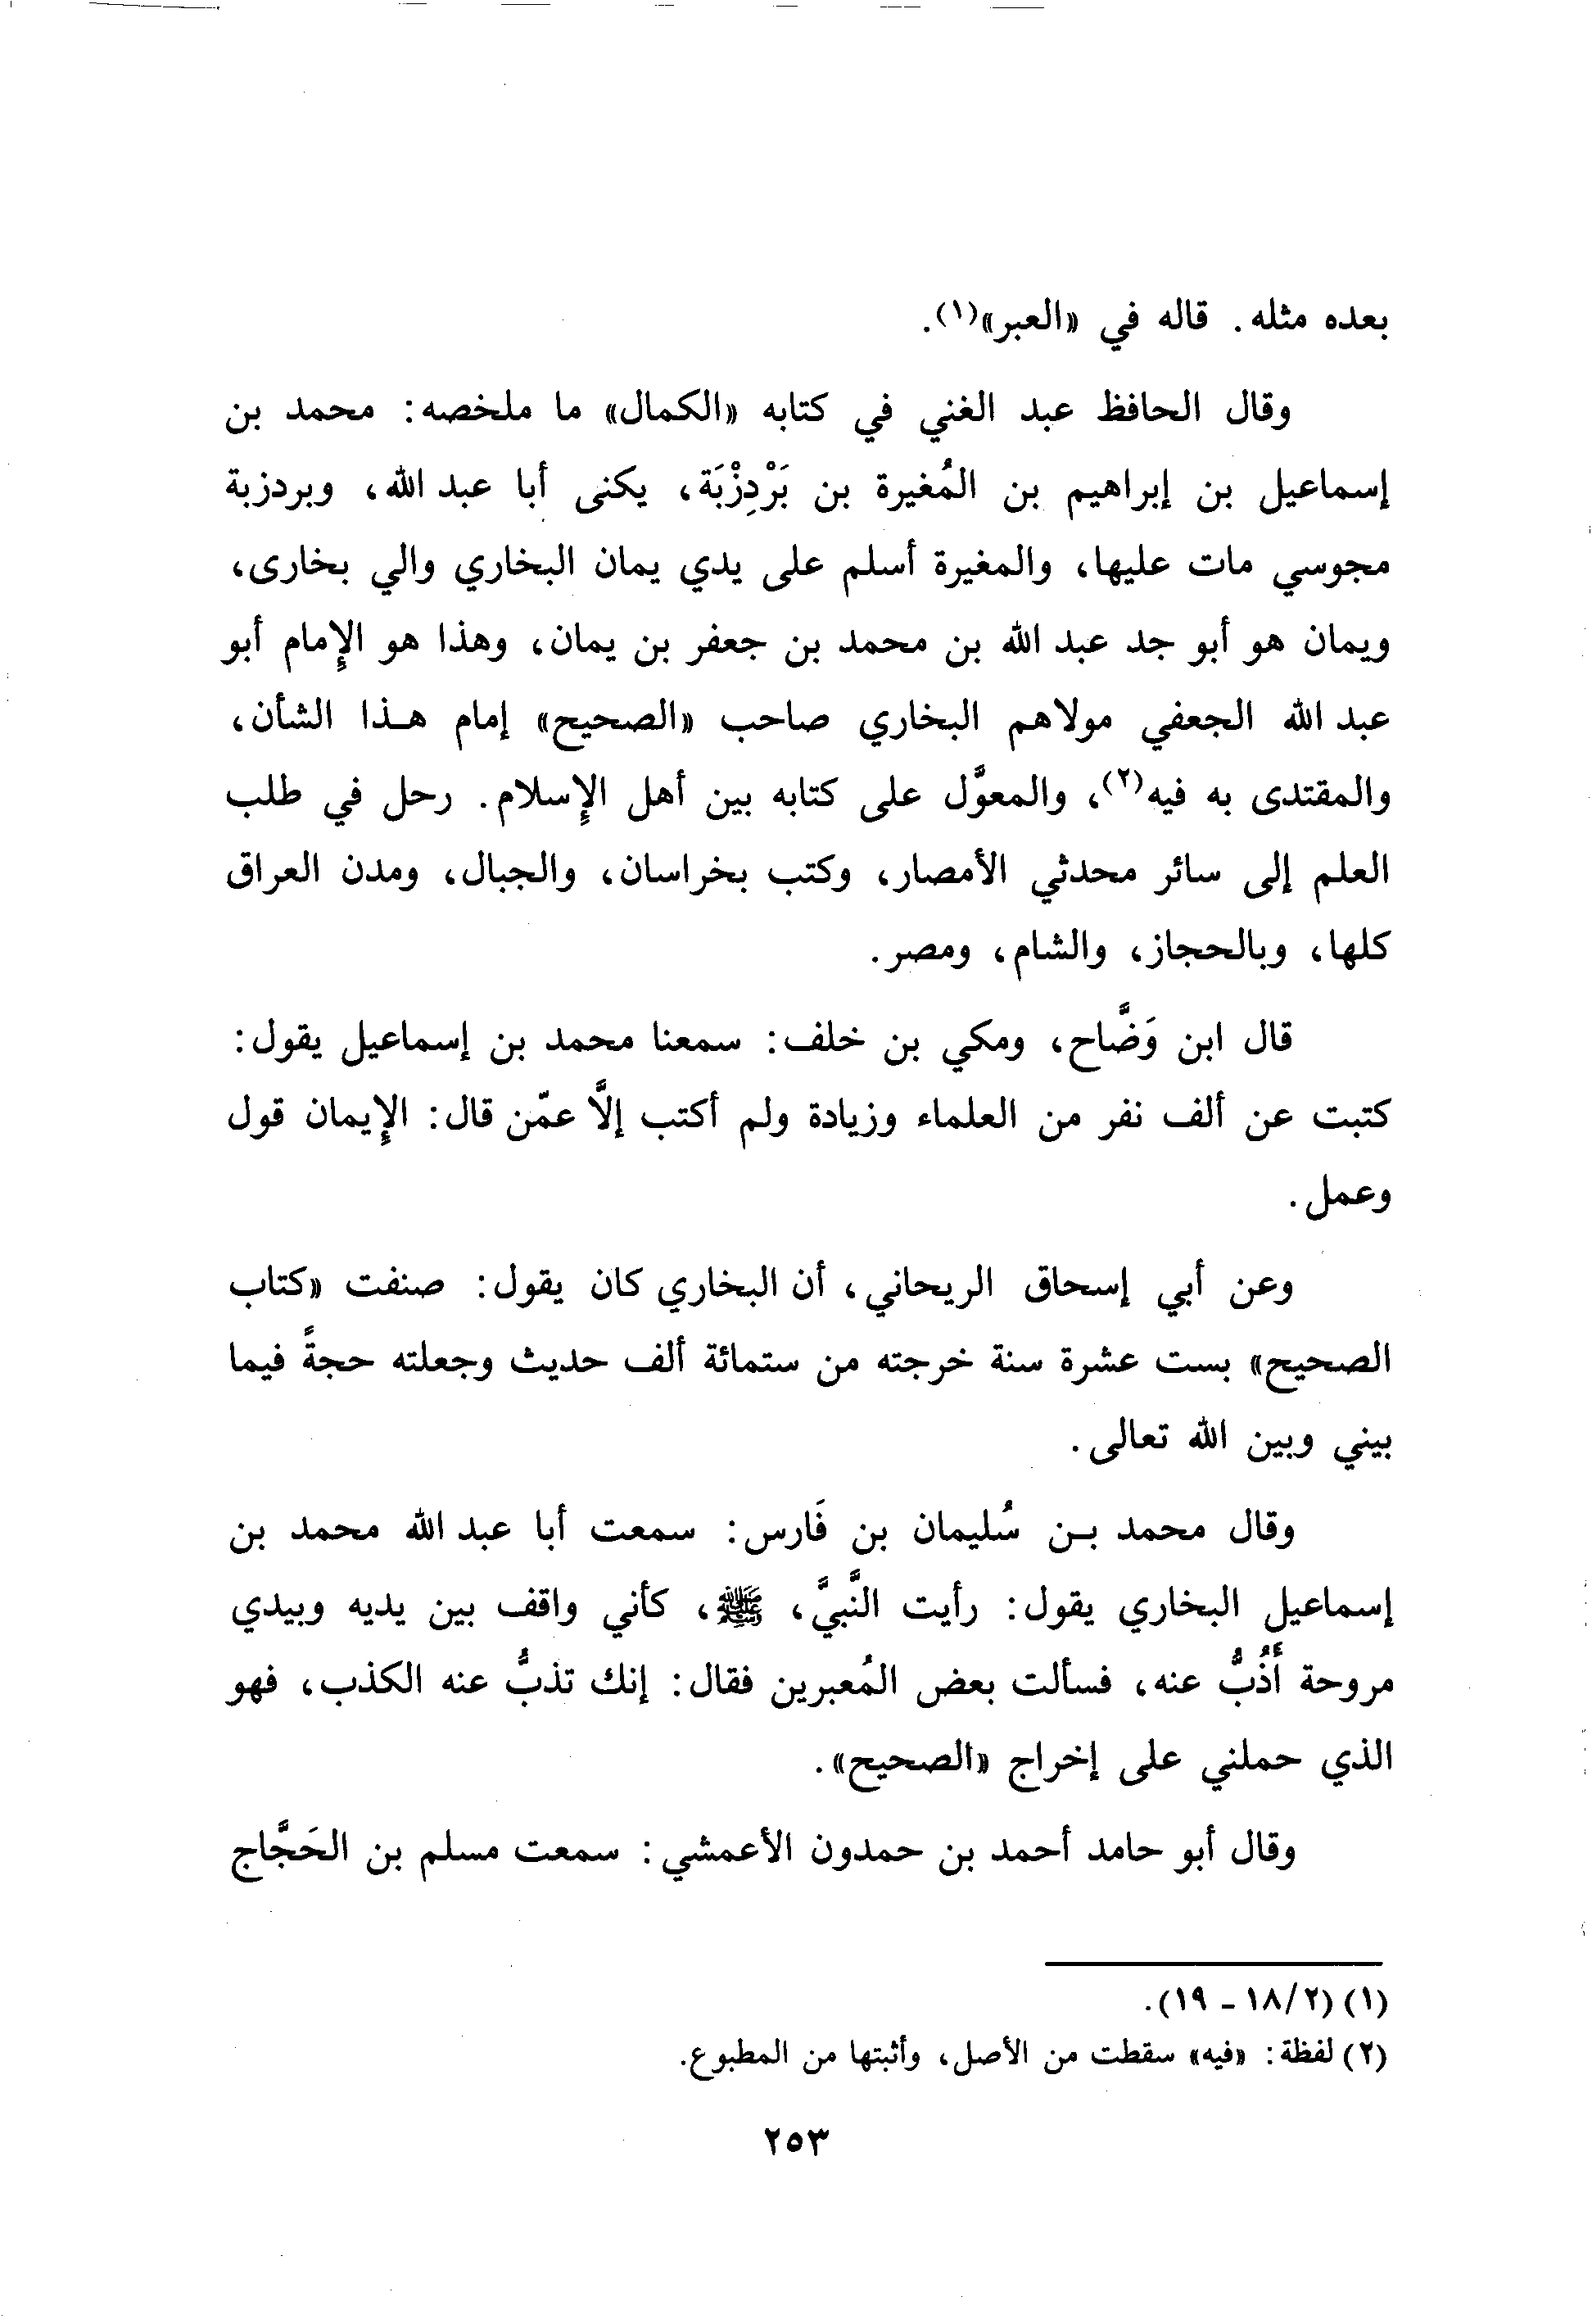 بعده مثله. قاله في «العبر»(١).
وقال الحافظ عبد الغني في كتابه «الكمال» ما ملخصه: محمد بن
إسماعيل بن إبراهيم بن المُغيرة بن بَرْدِزْبَة، يكنى أبا عبد الله، وبردزبة
مجوسي مات عليها، والمغيرة أسلم على يدي يمان البخاري والي بخارى،
ويمان هو أبو جد عبد الله بن محمد بن جعفر بن يمان، وهذا هو الإِمام أبو
عبد الله الجعفي مولاهم البخاري صاحب «الصحيح» إمام هـذا الشأن،
والمقتدى به فيه(٢)، والمعوَّل على كتابه بين أهل الإِسلام. رحل في طلب
العلم إلى سائر محدثي الأمصار، وكتب بخراسان، والجبال، ومدن العراق
كلها، وبالحجاز، والشام، ومصر.
قال ابن وَضَّاح، ومكي بن خلف: سمعنا محمد بن إسماعيل يقول:
كتبت عن ألف نفر من العلماء وزيادة ولم أكتب إلاَّ عمّن قال: الإِيمان قول
وعمل.
وعن أبي إسحاق الريحاني، أن البخاري كان يقول: صنفت «كتاب
الصحيح» بست عشرة سنة خرجته من ستمائة ألف حديث وجعلته حجةً فيما
بيني وبين الله تعالى.
وقال محمد بـن سُليمان بن فَارس: سمعت أبا عبد الله محمد بن
إسماعيل البخاري يقول: رأيت النَّبيَّ، ﷺ، كأني واقف بين يديه وبيدي
مروحة أَذُبُّ عنه، فسألت بعض المُعبرين فقال: إنك تذبُّ عنه الكذب، فهو
الذي حملني على إخراج «الصحيح».
وقال أبو حامد أحمد بن حمدون الأعمشي: سمعت مسلم بن الحَجَّاج
(١) (٢/ ١٨ - ١٩).
(٢) لفظة: «فيه» سقطت من الأصل، وأثبتها من المطبوع.
٢٥٣